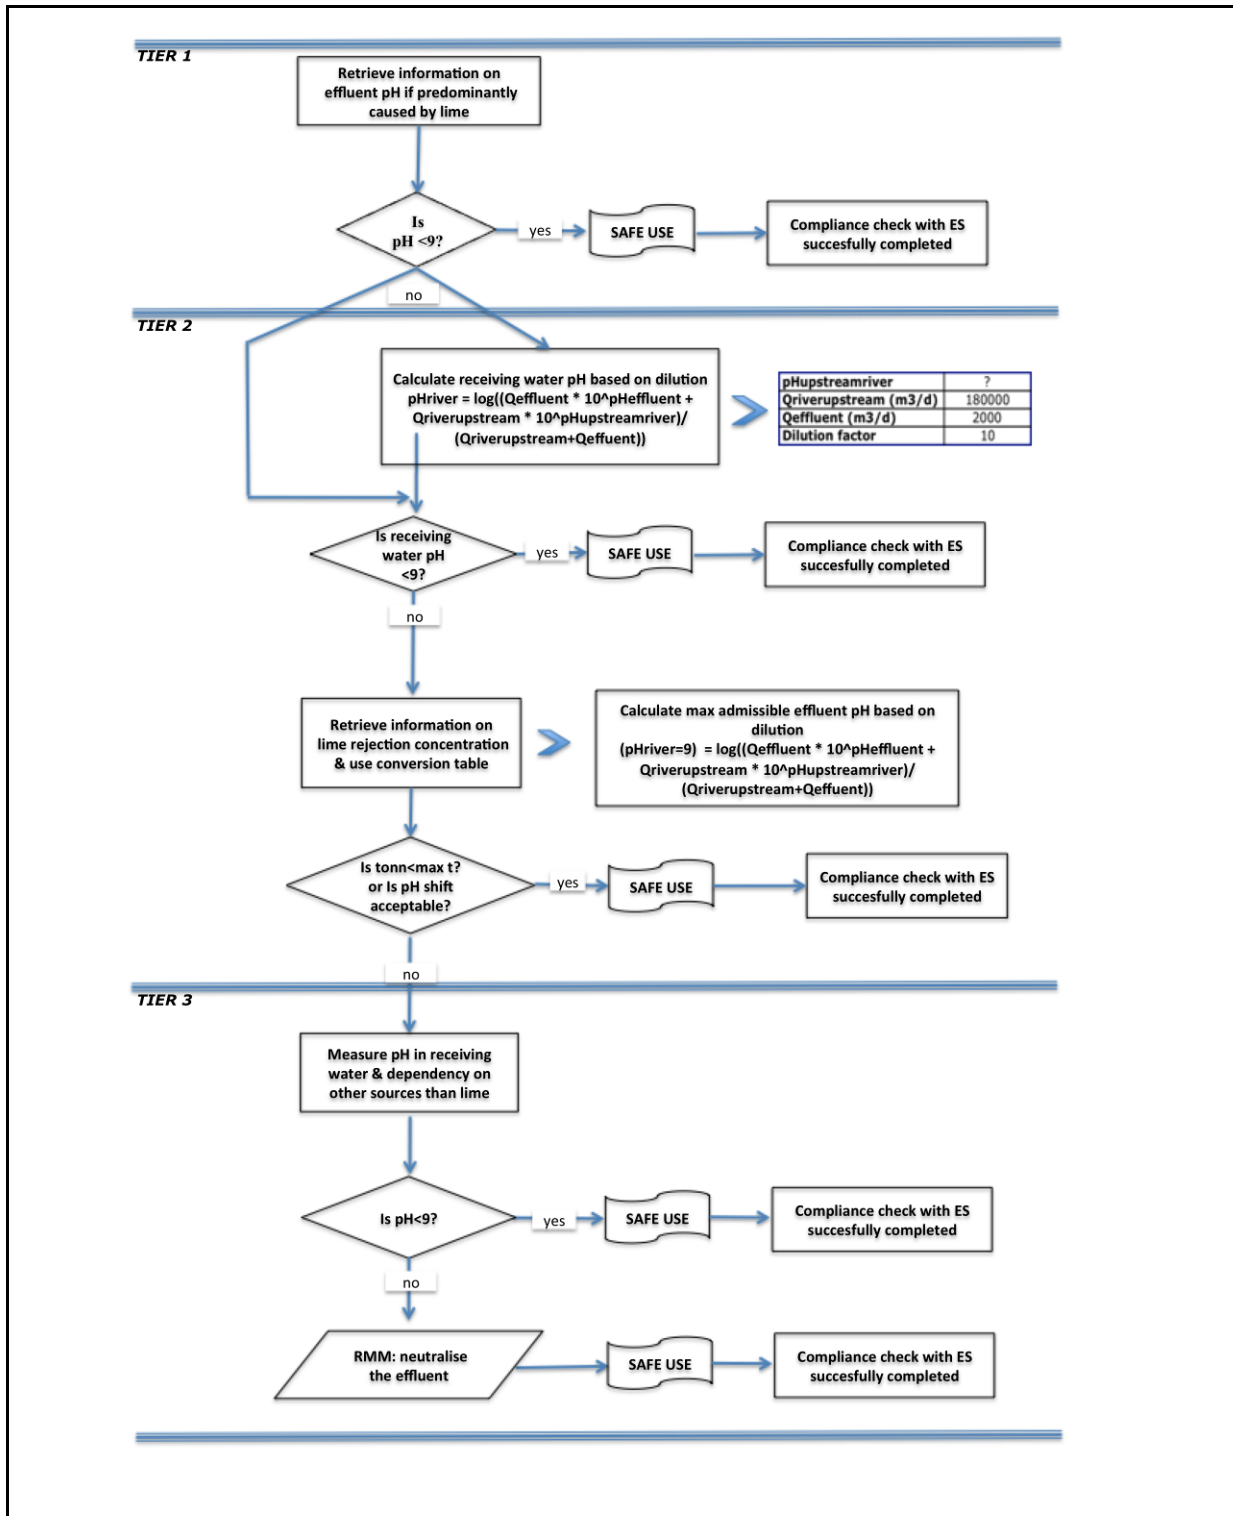 TIER 1
Retrieve information on
effluent pH if predominantly
caused by lime
Is
pH <9?
yes
SAFE USE
Compliance check with ES
succesfully completed
no
TIER 2
Calculate receiving water pH based on dilution
pHriver = log((Qeffluent * 10^pHeffluent +
Qriverupstream * 10^pHupstreamriver)/
(Qriverupstream+Qeffuent))
pHupstreamriver ?
Qriverupstream (m3/d) 180000
Qeffluent (m3/d) 2000
Dilution factor 10
Is receiving
water pH
<9?
yes
SAFE USE
Compliance check with ES
succesfully completed
no
Retrieve information on
lime rejection concentration
& use conversion table
Calculate max admissible effluent pH based on
dilution
(pHriver=9) = log((Qeffluent * 10^pHeffluent +
Qriverupstream * 10^pHupstreamriver)/
(Qriverupstream+Qeffuent))
Is tonn<max t?
or Is pH shift
acceptable?
yes
SAFE USE
Compliance check with ES
succesfully completed
no
TIER 3
Measure pH in receiving
water & dependency on
other sources than lime
Is pH<9?
yes
SAFE USE
Compliance check with ES
succesfully completed
no
RMM: neutralise
the effluent
SAFE USE
Compliance check with ES
succesfully completed